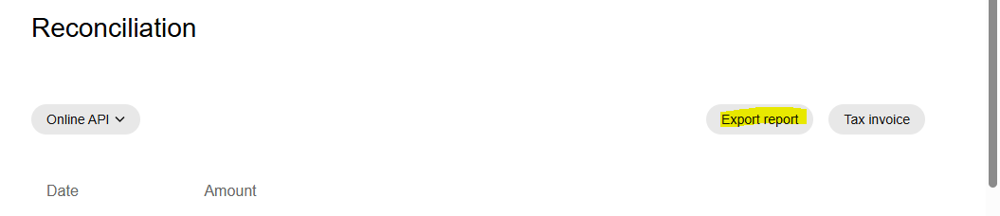 Reconciliation
Online API
Export report
Tax invoice
Date
Amount